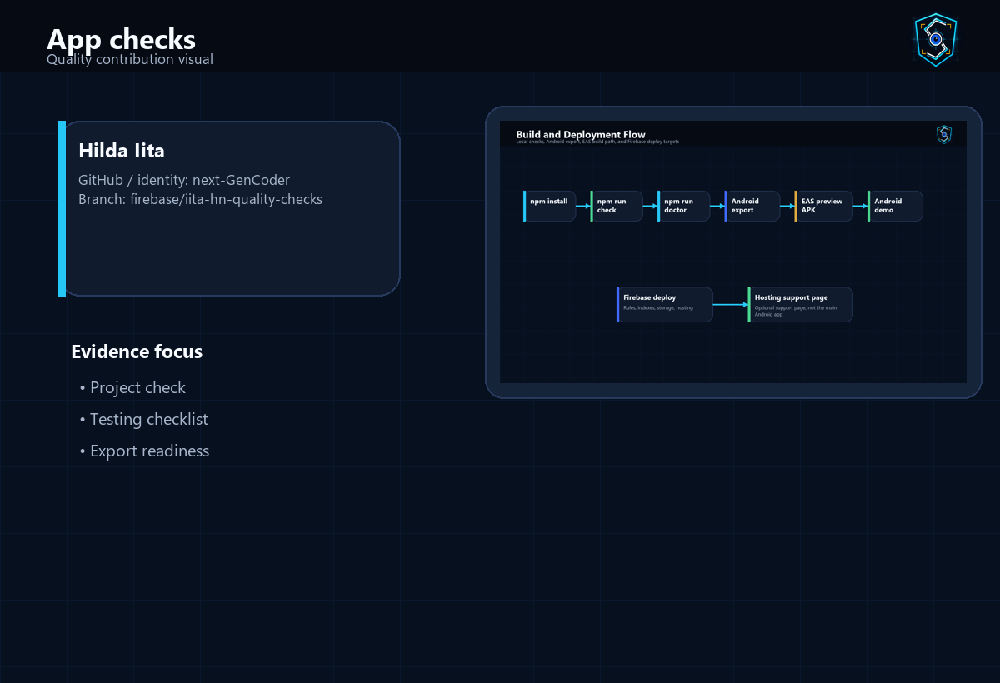 App checks
Quality contribution visual
Hilda Iita
GitHub / identity: next-GenCoder
Branch: firebase/iita-hn-quality-checks
Evidence focus
• Project check
• Testing checklist
• Export readiness
Build and Deployment Flow
Local checks, Android export, EAS build path, and Firebase deploy targets
npm install
npm run
check
npm run
doctor
Android
export
EAS preview
APK
Android
demo
Firebase deploy
Rules, indexes, storage, hosting
Hosting support page
Optional support page, not the main
Android app